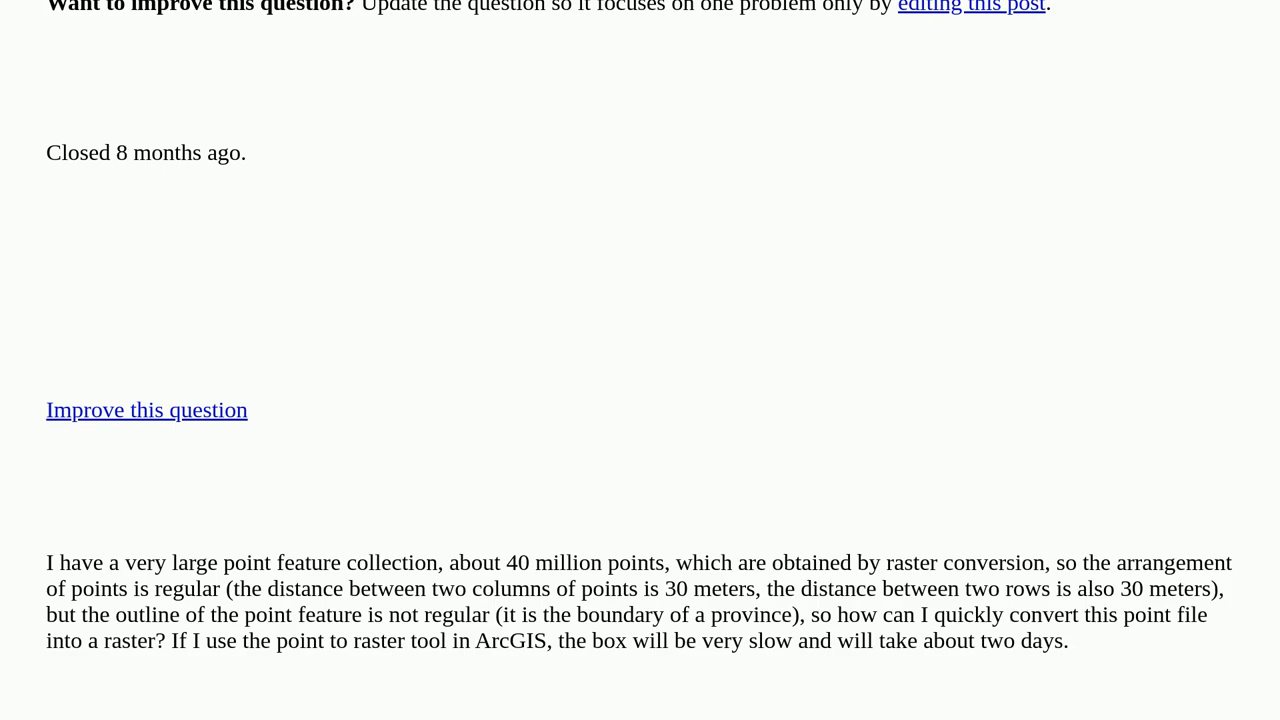 Want to improve this question? Update the question so it focuses on one problem only by editing this post.
Closed 8 months ago.
Improve this question
I have a very large point feature collection, about 40 million points, which are obtained by raster conversion, so the arrangement
of points is regular (the distance between two columns of points is 30 meters, the distance between two rows is also 30 meters),
but the outline of the point feature is not regular (it is the boundary of a province), so how can I quickly convert this point file
into a raster? If I use the point to raster tool in ArcGIS, the box will be very slow and will take about two days.